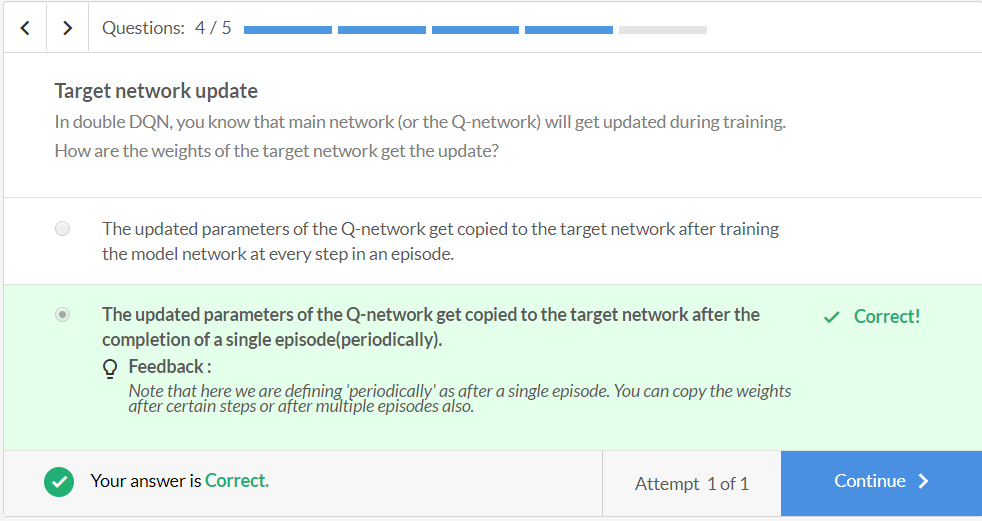 Questions: 4 / 5
Target network update
In double DQN, you know that main network (or the Q-network) will get updated during training.
How are the weights of the target network get the update?
The updated parameters of the Q-network get copied to the target network after training
the model network at every step in an episode.
The updated parameters of the Q-network get copied to the target network after the
completion of a single episode(periodically).
Correct!
Feedback :
Note that here we are defining 'periodically' as after a single episode. You can copy the weights
after certain steps or after multiple episodes also.
Your answer is Correct.
Attempt 1 of 1
Continue